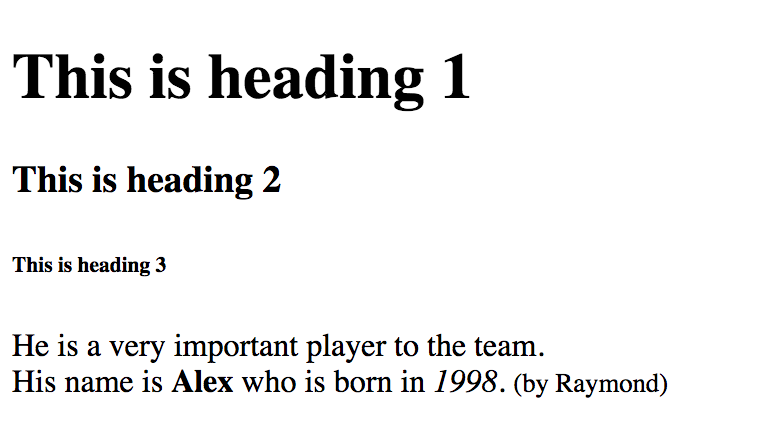 This is heading 1
This is heading 2
This is heading 3
He is a very important player to the team.
His name is Alex who is born in 1998. (by Raymond)